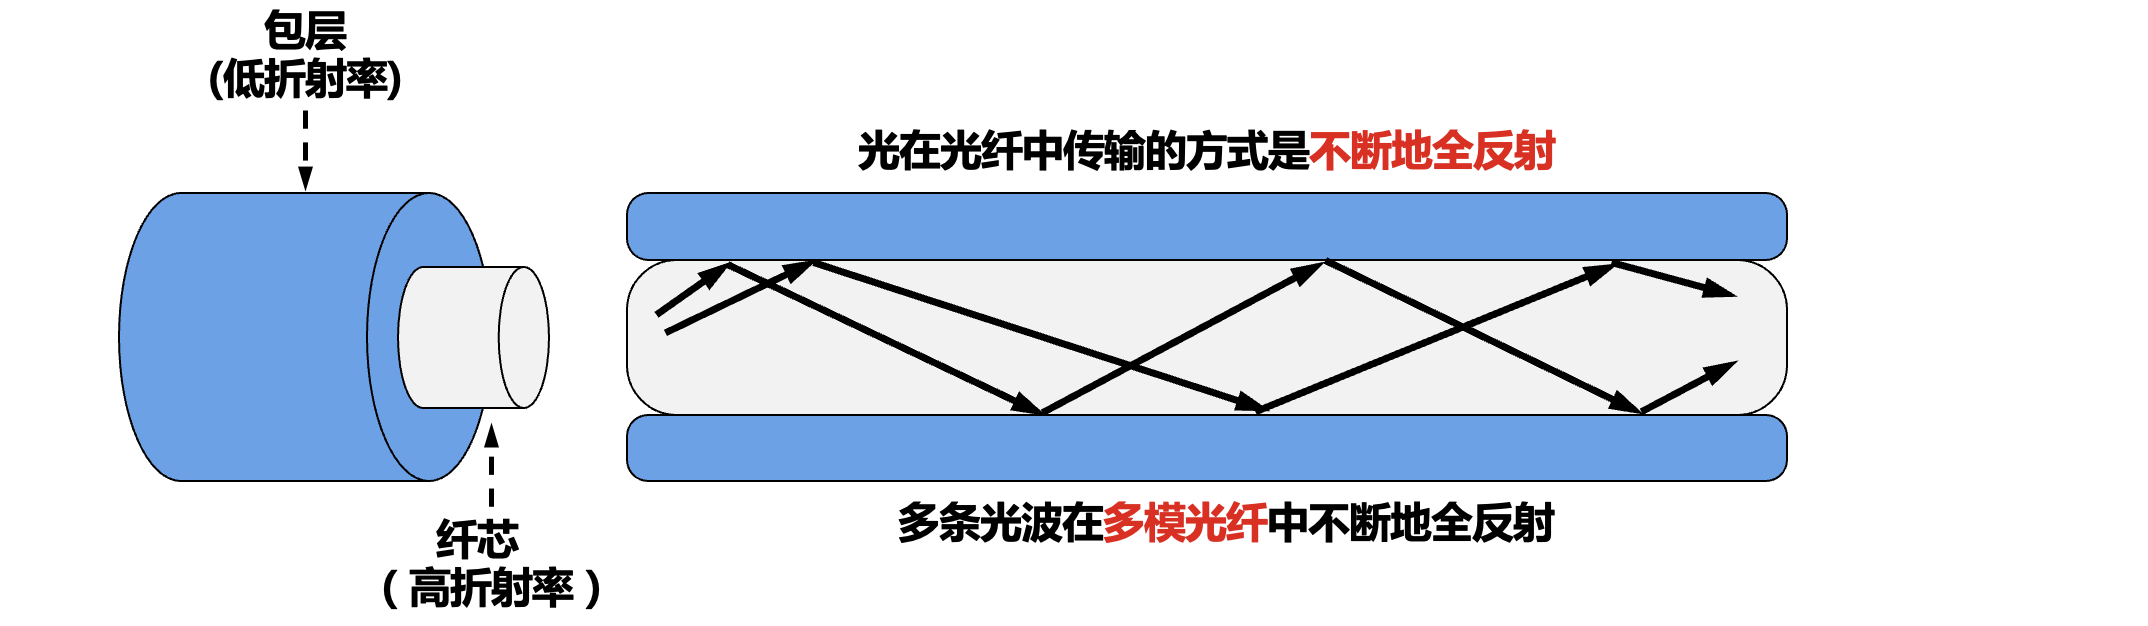 包层
(低折射率)
光在光纤中传输的方式是不断地全反射
多条光波在多模光纤中不断地全反射
纤芯
（高折射率）